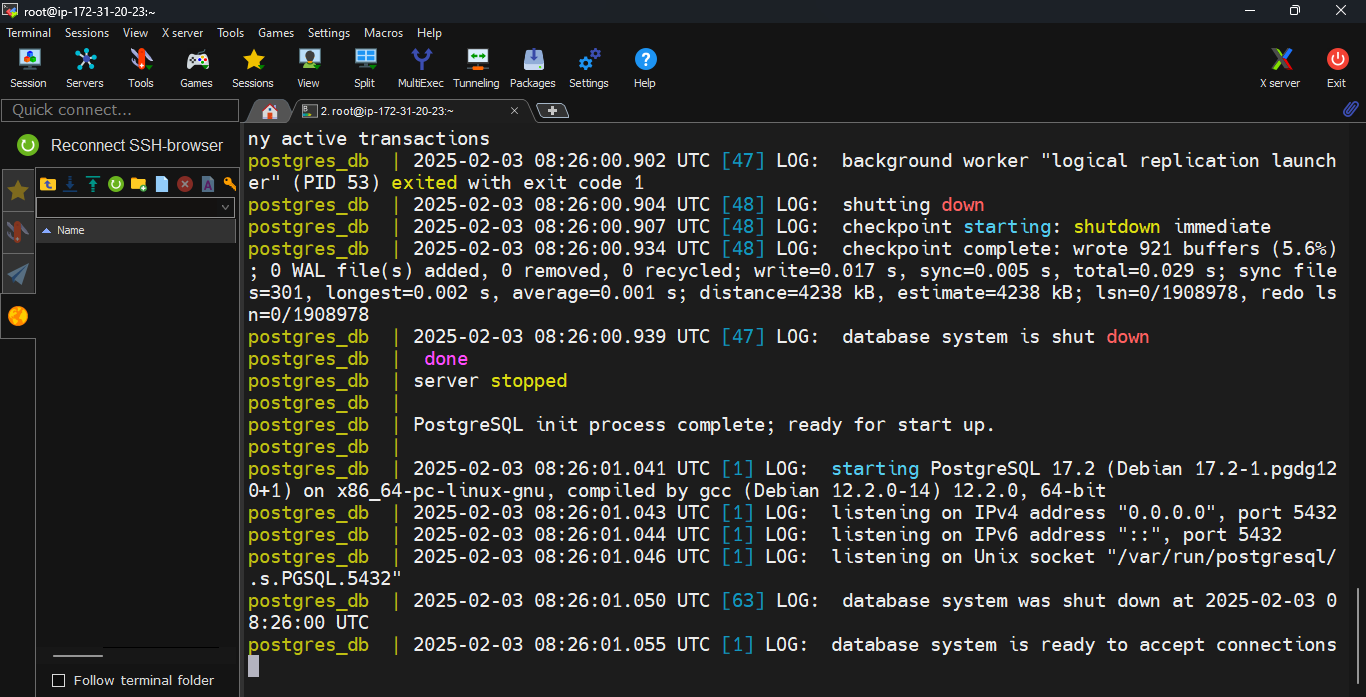 root@ip-172-31-20-23:~
Terminal Sessions View X server Tools Games Settings Macros Help
Session Servers Tools Games Sessions View Split MultiExec Tunneling Packages Settings Help X server Exit
Quick connect...
2. root@ip-172-31-20-23:~
Reconnect SSH-browser
Name
Follow terminal folder
ny active transactions
postgres_db  | 2025-02-03 08:26:00.902 UTC [47] LOG:  background worker "logical replication launch
er" (PID 53) exited with exit code 1
postgres_db  | 2025-02-03 08:26:00.904 UTC [48] LOG:  shutting down
postgres_db  | 2025-02-03 08:26:00.907 UTC [48] LOG:  checkpoint starting: shutdown immediate
postgres_db  | 2025-02-03 08:26:00.934 UTC [48] LOG:  checkpoint complete: wrote 921 buffers (5.6%)
; 0 WAL file(s) added, 0 removed, 0 recycled; write=0.017 s, sync=0.005 s, total=0.029 s; sync file
s=301, longest=0.002 s, average=0.001 s; distance=4238 kB, estimate=4238 kB; lsn=0/1908978, redo ls
n=0/1908978
postgres_db  | 2025-02-03 08:26:00.939 UTC [47] LOG:  database system is shut down
postgres_db  |  done
postgres_db  | server stopped
postgres_db  |
postgres_db  | PostgreSQL init process complete; ready for start up.
postgres_db  |
postgres_db  | 2025-02-03 08:26:01.041 UTC [1] LOG:  starting PostgreSQL 17.2 (Debian 17.2-1.pgdg12
0+1) on x86_64-pc-linux-gnu, compiled by gcc (Debian 12.2.0-14) 12.2.0, 64-bit
postgres_db  | 2025-02-03 08:26:01.043 UTC [1] LOG:  listening on IPv4 address "0.0.0.0", port 5432
postgres_db  | 2025-02-03 08:26:01.044 UTC [1] LOG:  listening on IPv6 address "::", port 5432
postgres_db  | 2025-02-03 08:26:01.046 UTC [1] LOG:  listening on Unix socket "/var/run/postgresql/
.s.PGSQL.5432"
postgres_db  | 2025-02-03 08:26:01.050 UTC [63] LOG:  database system was shut down at 2025-02-03 0
8:26:00 UTC
postgres_db  | 2025-02-03 08:26:01.055 UTC [1] LOG:  database system is ready to accept connections